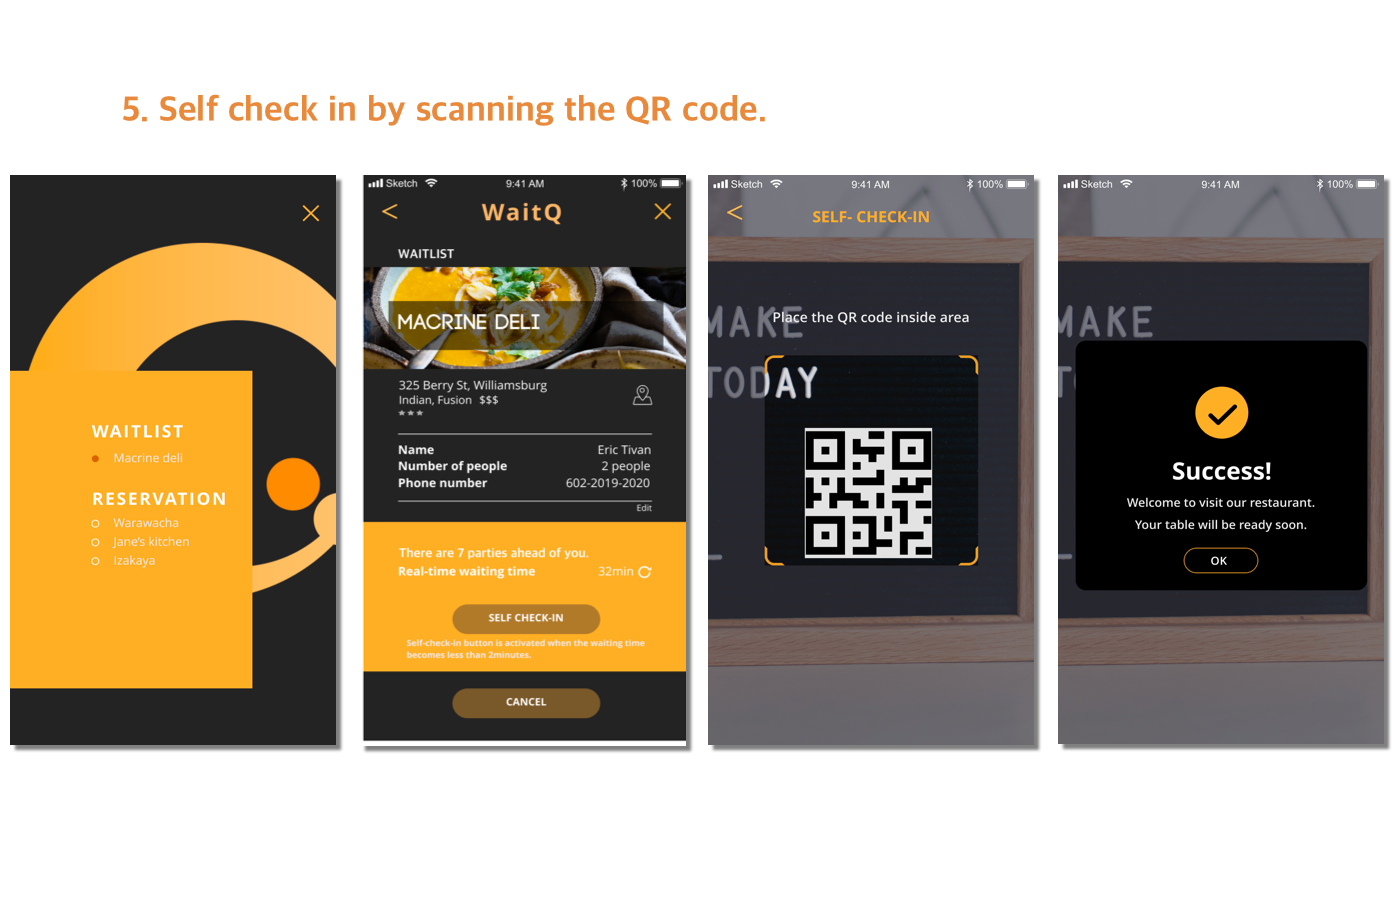 5. Self check in by scanning the QR code.
WAITLIST
Macrine deli
RESERVATION
Warawacha
Jane's kitchen
Izakaya
Sketch 9:41 AM 100%
< WaitQ
WAITLIST
MACRINE DELI
325 Berry St, Williamsburg
Indian, Fusion $$$
***
Name Eric Tivan
Number of people 2 people
Phone number 602-2019-2020
Edit
There are 7 parties ahead of you.
Real-time waiting time 32min
SELF CHECK-IN
Self-check-in button is activated when the waiting time
becomes less than 2minutes.
CANCEL
Sketch 9:41 AM 100%
< SELF- CHECK-IN
MAKE
Place the QR code inside area
TODAY
Sketch 9:41 AM 100%
MAKE
Success!
Welcome to visit our restaurant.
Your table will be ready soon.
OK